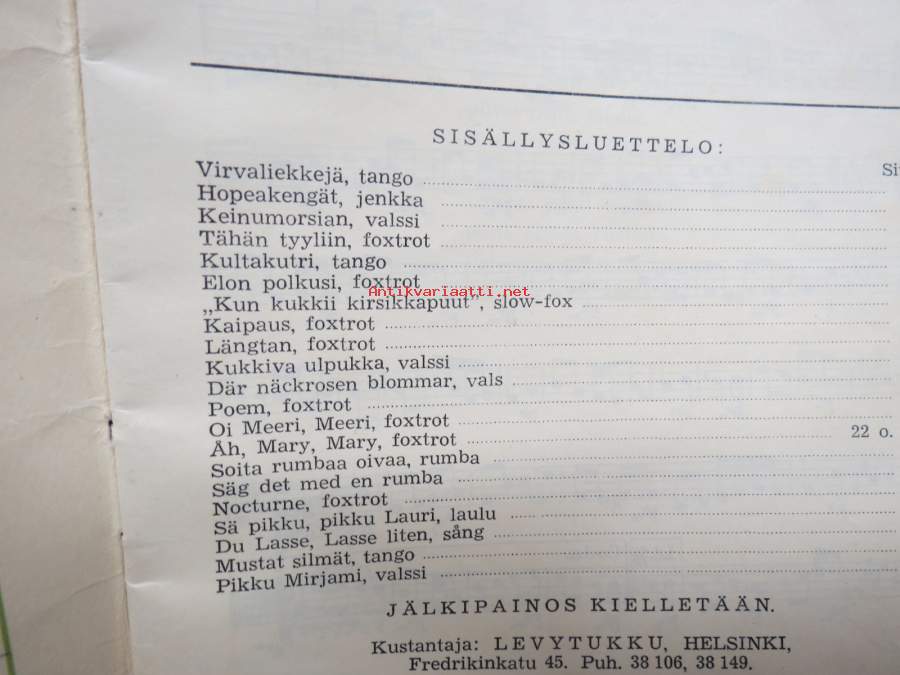 SISÄLLYSLUETTELO:
Virvaliekkejä, tango
Hopeakengät, jenkka
Keinumorsian, valssi
Tähän tyyliin, foxtrot
Kultakutri, tango
Elon polkusi, foxtrot
Antikvariaatti.net
„Kun kukkii kirsikkapuut”, slow-fox
Kaipaus, foxtrot
Längtan, foxtrot
Kukkiva ulpukka, valssi
Där näckrosen blommar, vals
Poem, foxtrot
Oi Meeri, Meeri, foxtrot
Åh, Mary, Mary, foxtrot 22 o.
Soita rumbaa oivaa, rumba
Säg det med en rumba
Nocturne, foxtrot
Sä pikku, pikku Lauri, laulu
Du Lasse, Lasse liten, sång
Mustat silmät, tango
Pikku Mirjami, valssi
JÄLKIPAINOS KIELLETÄÄN.
Kustantaja: LEVYTUKKU, HELSINKI,
Fredrikinkatu 45. Puh. 38 106, 38 149.